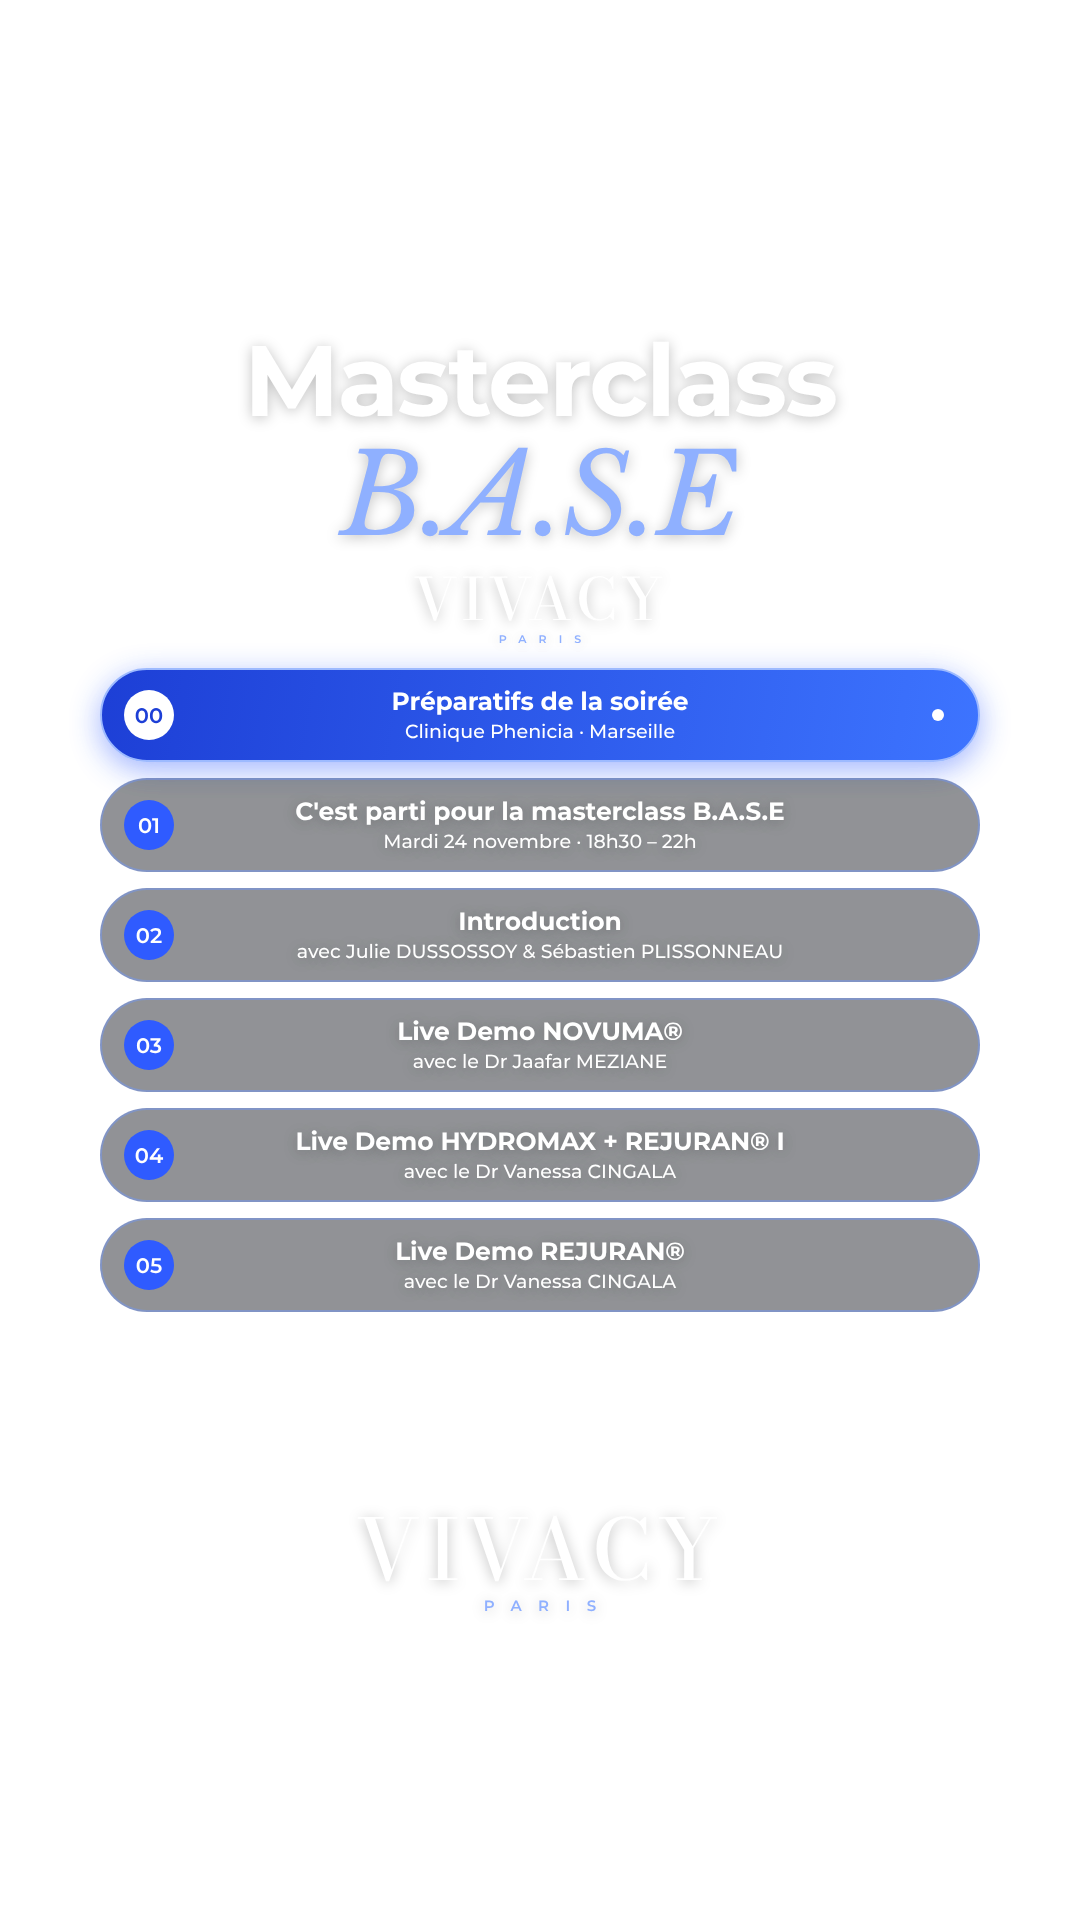 Masterclass
B.A.S.E
VIVACY
PARIS
00
Préparatifs de la soirée
Clinique Phenicia · Marseille
01
C'est parti pour la masterclass B.A.S.E
Mardi 24 novembre · 18h30 – 22h
02
Introduction
avec Julie DUSSOSSOY & Sébastien PLISSONNEAU
03
Live Demo NOVUMA®
avec le Dr Jaafar MEZIANE
04
Live Demo HYDROMAX + REJURAN® I
avec le Dr Vanessa CINGALA
05
Live Demo REJURAN®
avec le Dr Vanessa CINGALA
VIVACY
PARIS